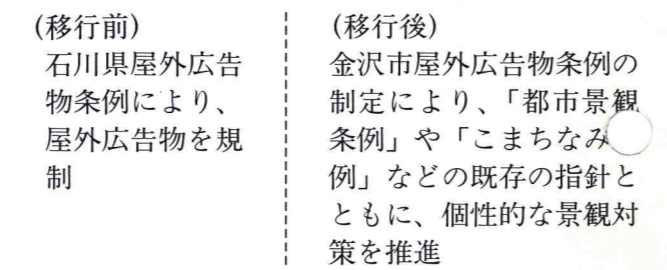 (移行前)
石川県屋外広告
物条例により、
屋外広告物を規
制
(移行後)
金沢市屋外広告物条例の
制定により、「都市景観
条例」や「こまちなみ
例」などの既存の指針と
ともに、個性的な景観対
策を推進